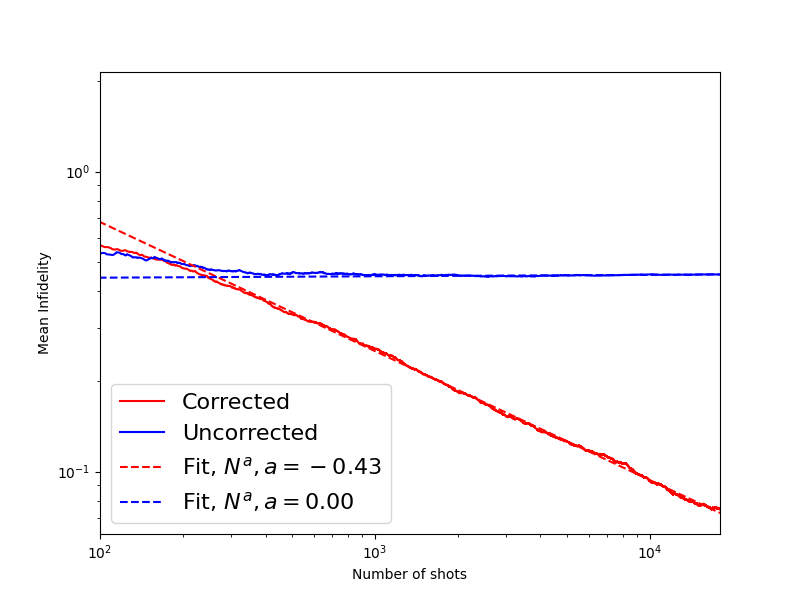 Mean Infidelity
10⁰
10⁻¹
Corrected
Uncorrected
Fit, Nᵃ, a = −0.43
Fit, Nᵃ, a = 0.00
10² 10³ 10⁴
Number of shots